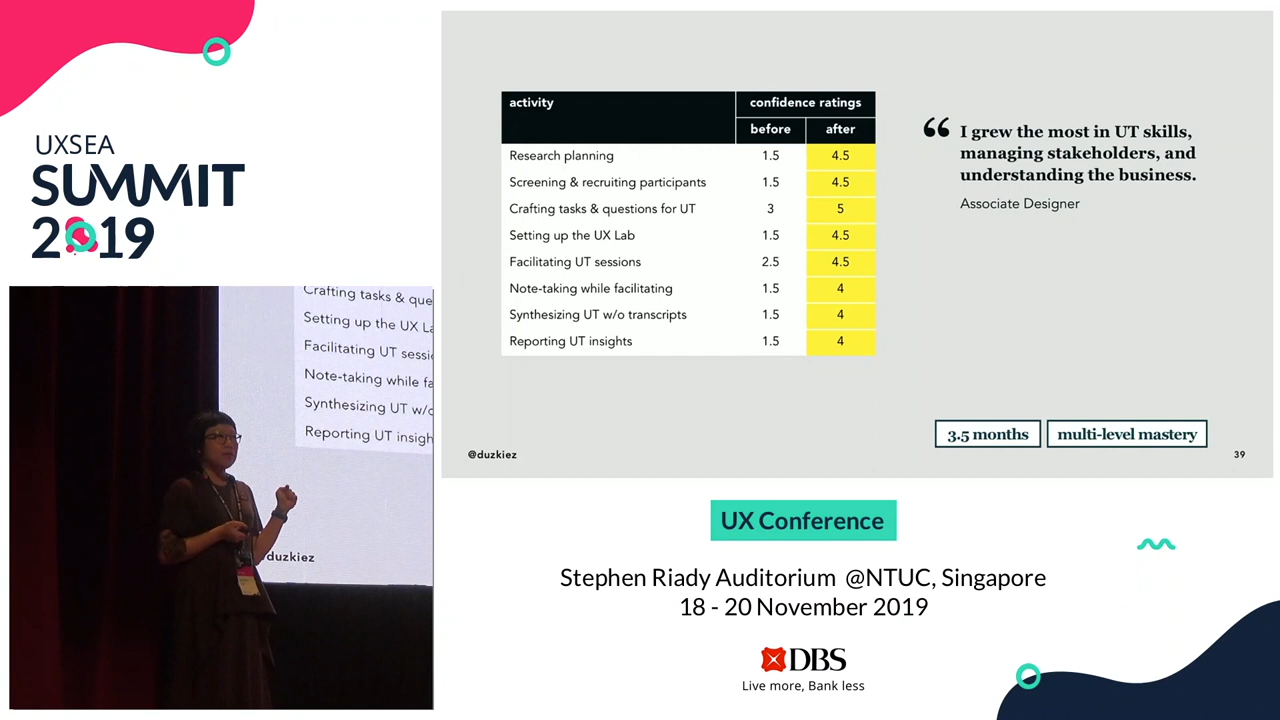 UXSEA
SUMMIT
2019
Crafting tasks & que
Setting up the UX La
Facilitating UT sessi
Note-taking while fa
Synthesizing UT w/o
Reporting UT insigh
duzkiez
activity
confidence ratings
before
after
Research planning 1.5 4.5
Screening & recruiting participants 1.5 4.5
Crafting tasks & questions for UT 3 5
Setting up the UX Lab 1.5 4.5
Facilitating UT sessions 2.5 4.5
Note-taking while facilitating 1.5 4
Synthesizing UT w/o transcripts 1.5 4
Reporting UT insights 1.5 4
“ I grew the most in UT skills,
managing stakeholders, and
understanding the business.
Associate Designer
3.5 months
multi-level mastery
@duzkiez
39
UX Conference
Stephen Riady Auditorium @NTUC, Singapore
18 - 20 November 2019
DBS
Live more, Bank less